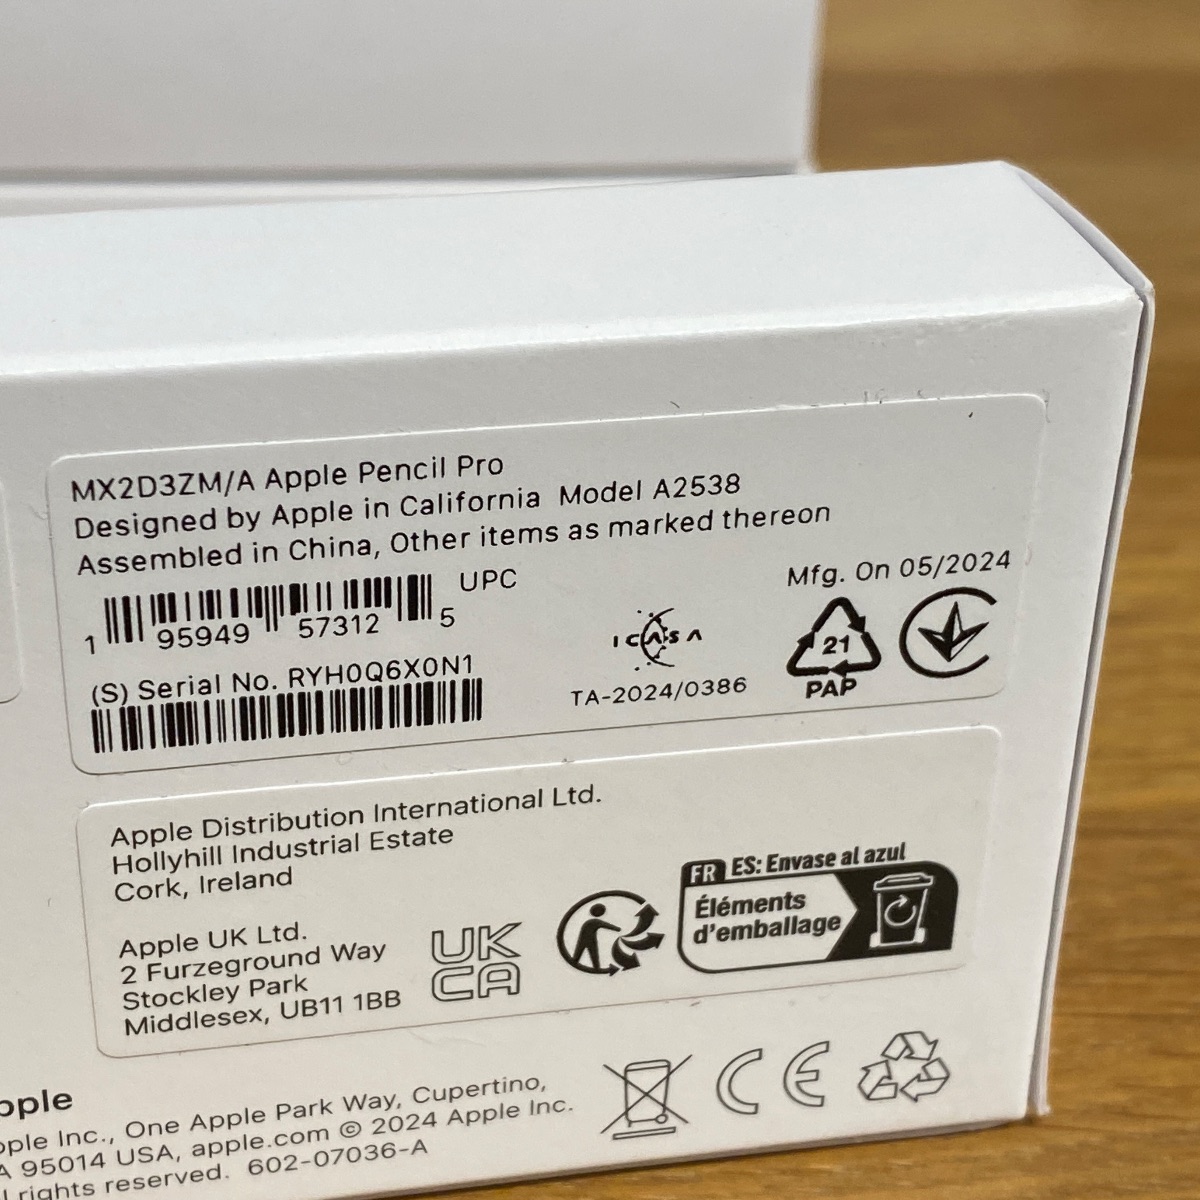 MX2D3ZM/A Apple Pencil Pro
Designed by Apple in California Model A2538
Assembled in China, Other items as marked thereon
Mfg. On 05/2024
UPC
1 95949 57312 5
(S) Serial No. RYH0Q6X0N1
ICASA
TA-2024/0386
21
PAP
Apple Distribution International Ltd.
Hollyhill Industrial Estate
Cork, Ireland
Apple UK Ltd.
2 Furzeground Way
Stockley Park
Middlesex, UB11 1BB
UK
CA
FR ES: Envase al azul
Éléments
d'emballage
pple
pple Inc., One Apple Park Way, Cupertino,
A 95014 USA, apple.com © 2024 Apple Inc.
l rights reserved. 602-07036-A
CE